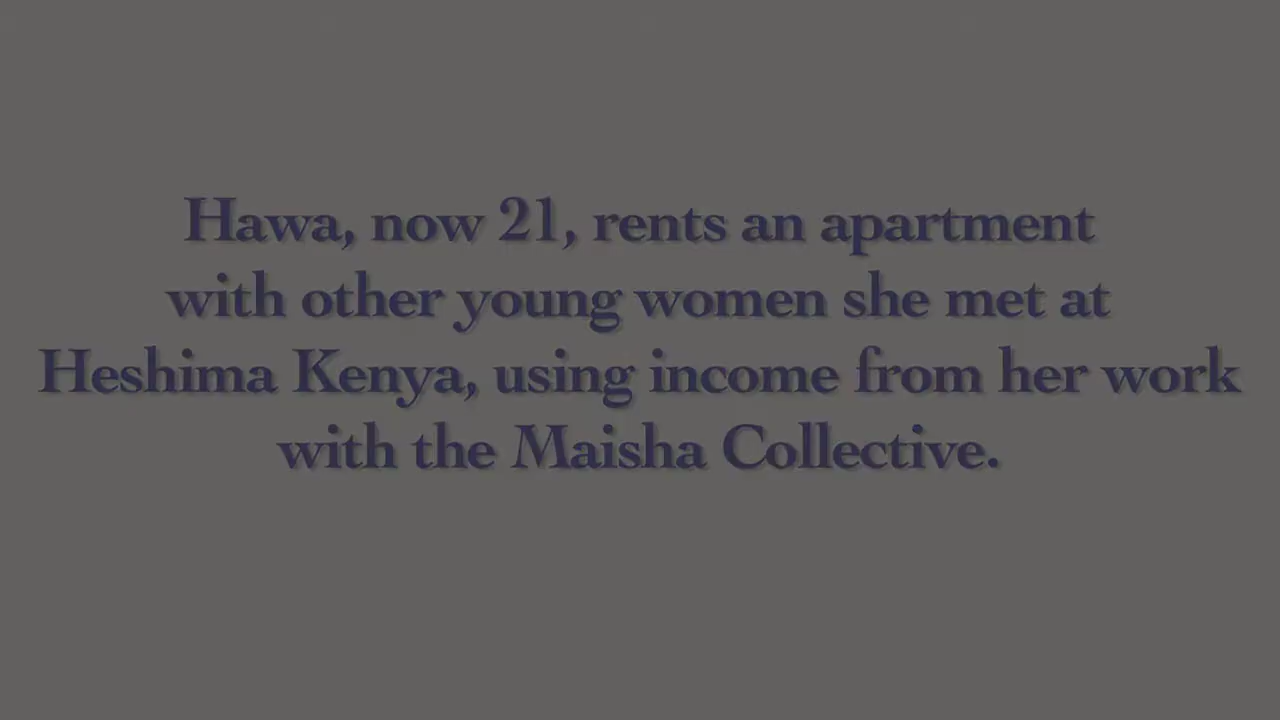 Hawa, now 21, rents an apartment
with other young women she met at
Heshima Kenya, using income from her work
with the Maisha Collective.